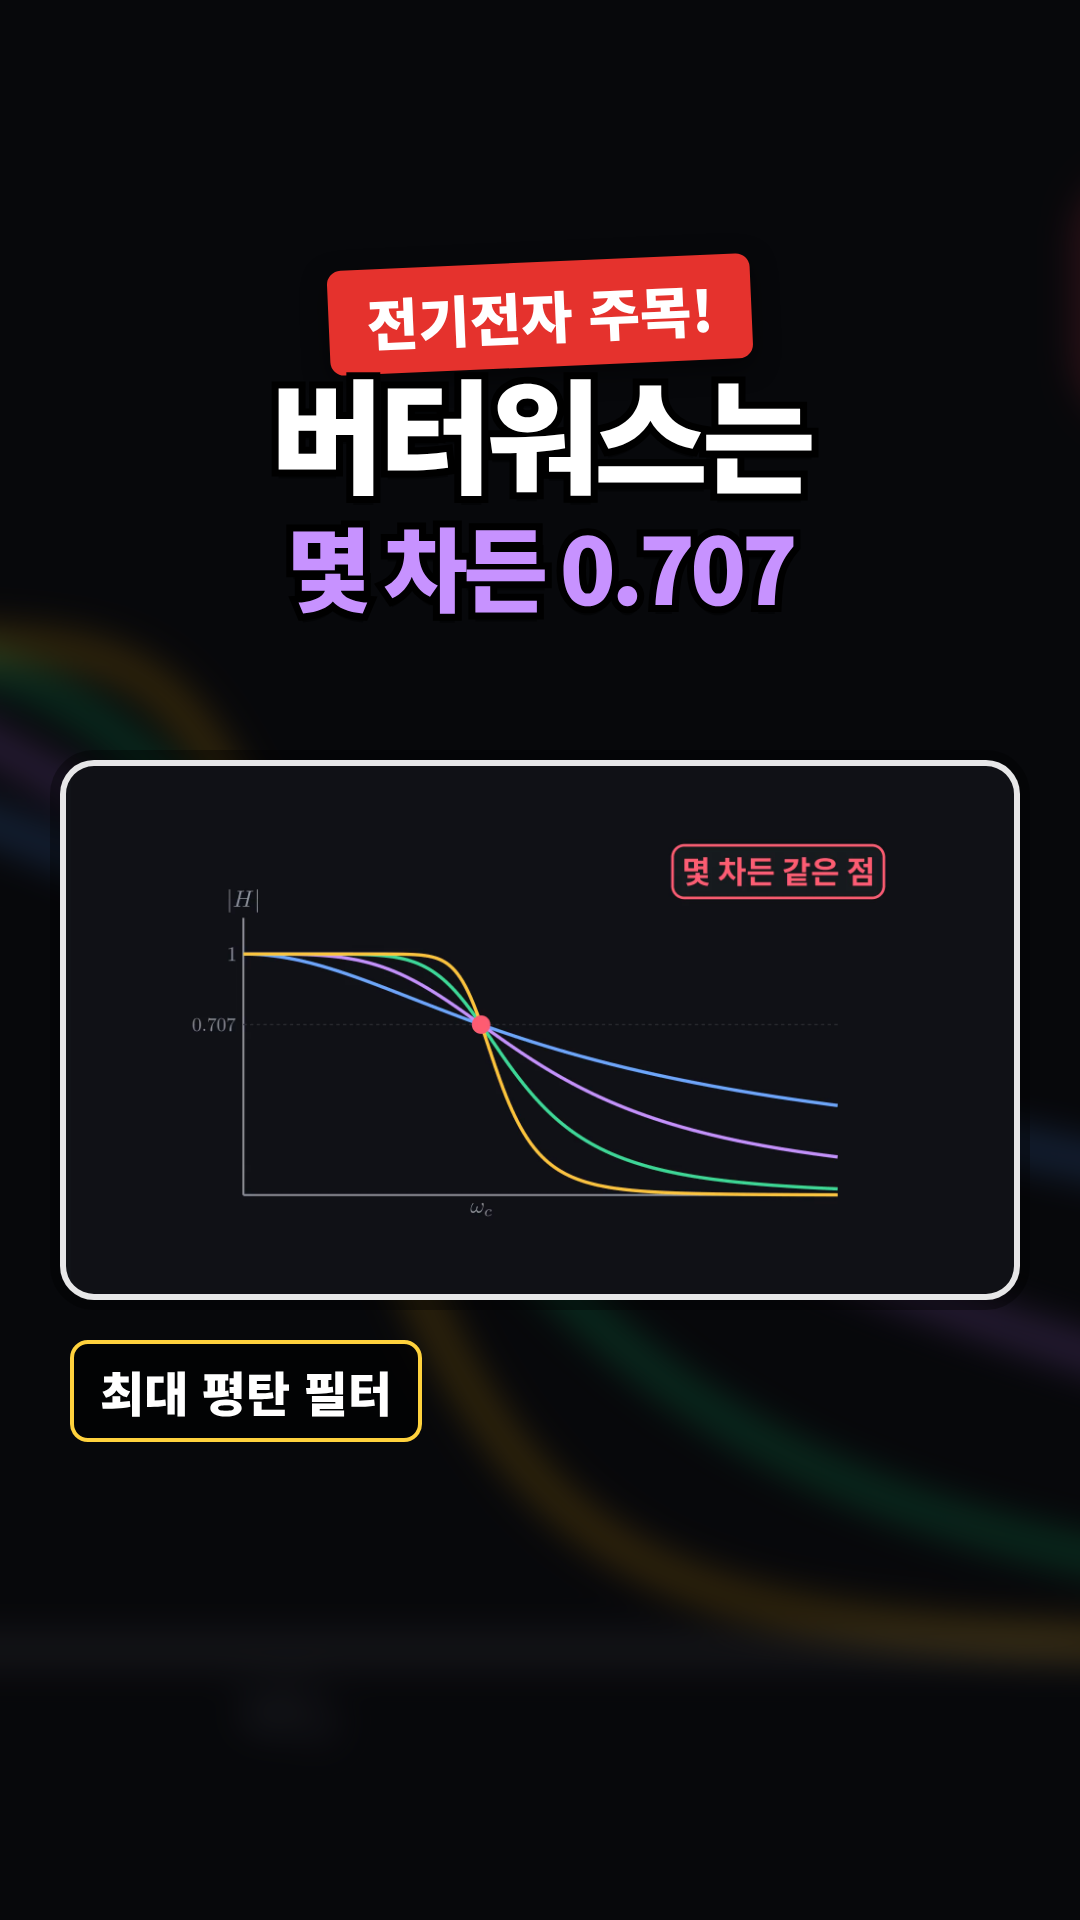 전기전자 주목!
버터워스는
몇 차든 0.707
몇 차든 같은 점
|H|
1
0.707
ω_c
최대 평탄 필터